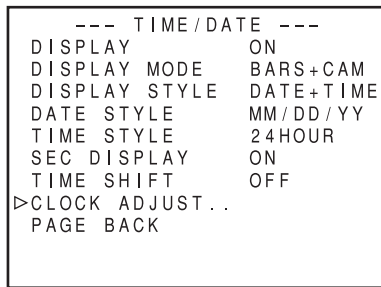 --- TIME/DATE ---
DISPLAY ON
DISPLAY MODE BARS+CAM
DISPLAY STYLE DATE+TIME
DATE STYLE MM/DD/YY
TIME STYLE 24HOUR
SEC DISPLAY ON
TIME SHIFT OFF
▷CLOCK ADJUST..
PAGE BACK